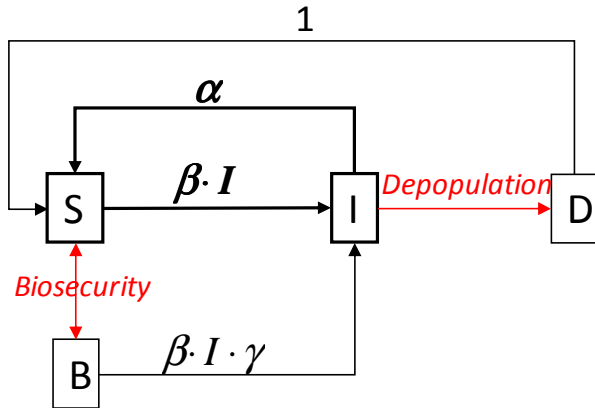 1
α
β· I
S
I
Depopulation
D
Biosecurity
B
β· I · γ